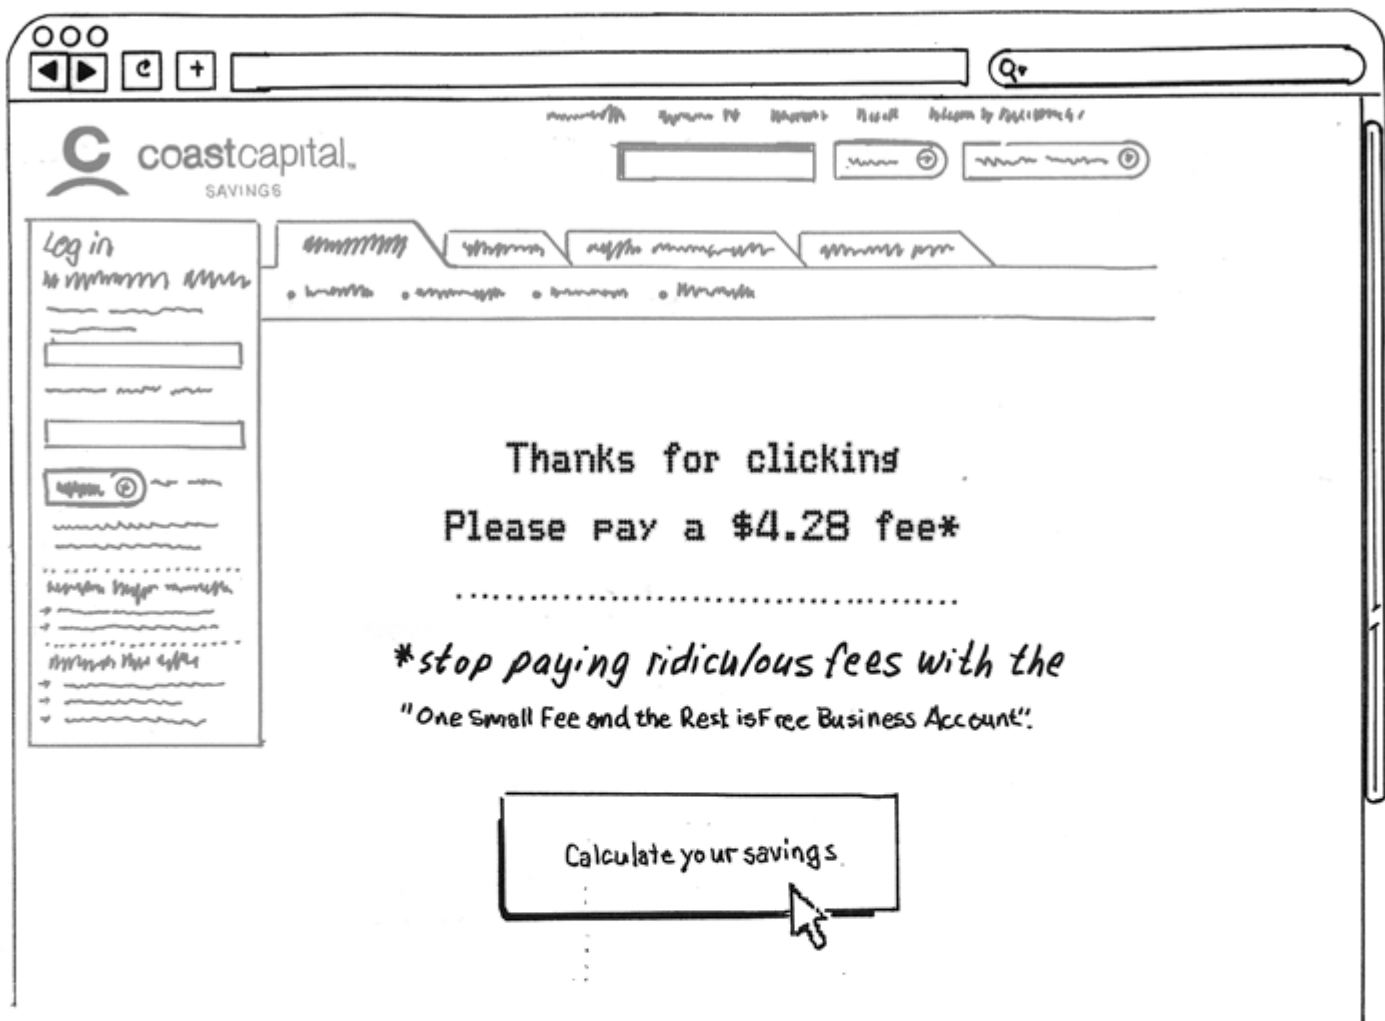 coastcapital™
SAVINGS
Log in
Thanks for clicking
Please pay a $4.28 fee*
*stop paying ridiculous fees with the
"One Small Fee and the Rest is Free Business Account".
Calculate your savings